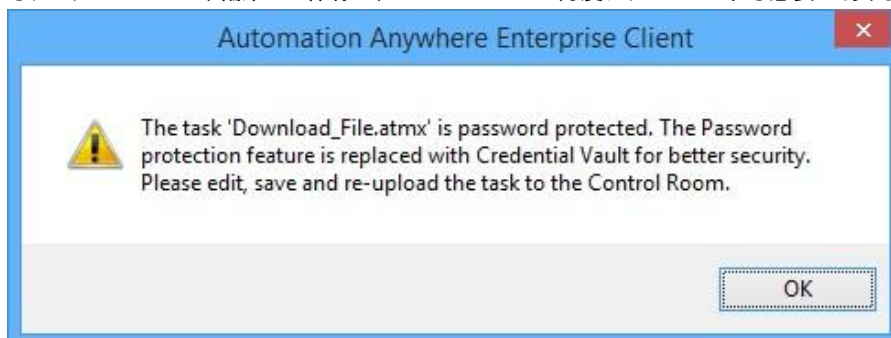 Automation Anywhere Enterprise Client
The task 'Download_File.atmx' is password protected. The Password
protection feature is replaced with Credential Vault for better security.
Please edit, save and re-upload the task to the Control Room.
OK